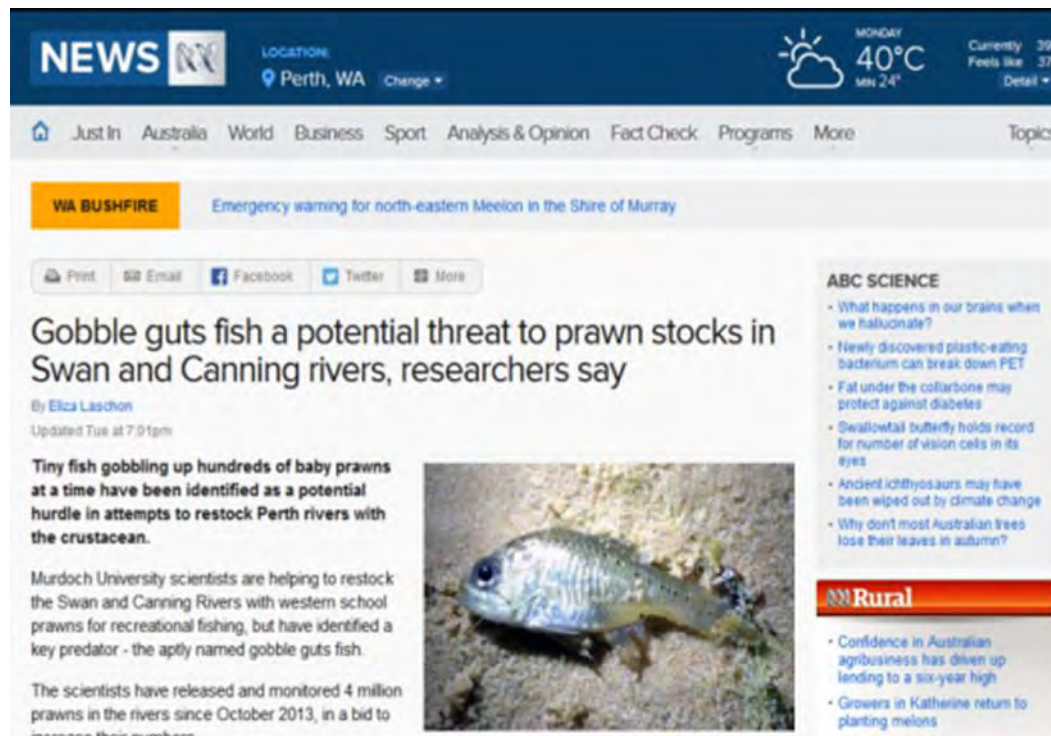 NEWS
LOCATION:
Perth, WA Change
MONDAY
40°C
MIN 24°
Currently 39
Feels like 37
Detail
Just In Australia World Business Sport Analysis & Opinion Fact Check Programs More Topics
WA BUSHFIRE Emergency warning for north-eastern Meelon in the Shire of Murray
Print Email Facebook Twitter More
Gobble guts fish a potential threat to prawn stocks in
Swan and Canning rivers, researchers say
By Eliza Laschon
Updated Tue at 7:01pm
Tiny fish gobbling up hundreds of baby prawns
at a time have been identified as a potential
hurdle in attempts to restock Perth rivers with
the crustacean.
Murdoch University scientists are helping to restock
the Swan and Canning Rivers with western school
prawns for recreational fishing, but have identified a
key predator - the aptly named gobble guts fish.
The scientists have released and monitored 4 million
prawns in the rivers since October 2013, in a bid to
increase their numbers.
ABC SCIENCE
What happens in our brains when
we hallucinate?
Newly discovered plastic-eating
bacterium can break down PET
Fat under the collarbone may
protect against diabetes
Swallowtail butterfly holds record
for number of vision cells in its
eyes
Ancient ichthyosaurs may have
been wiped out by climate change
Why don't most Australian trees
lose their leaves in autumn?
Rural
Confidence in Australian
agribusiness has driven up
lending to a six-year high
Growers in Katherine return to
planting melons